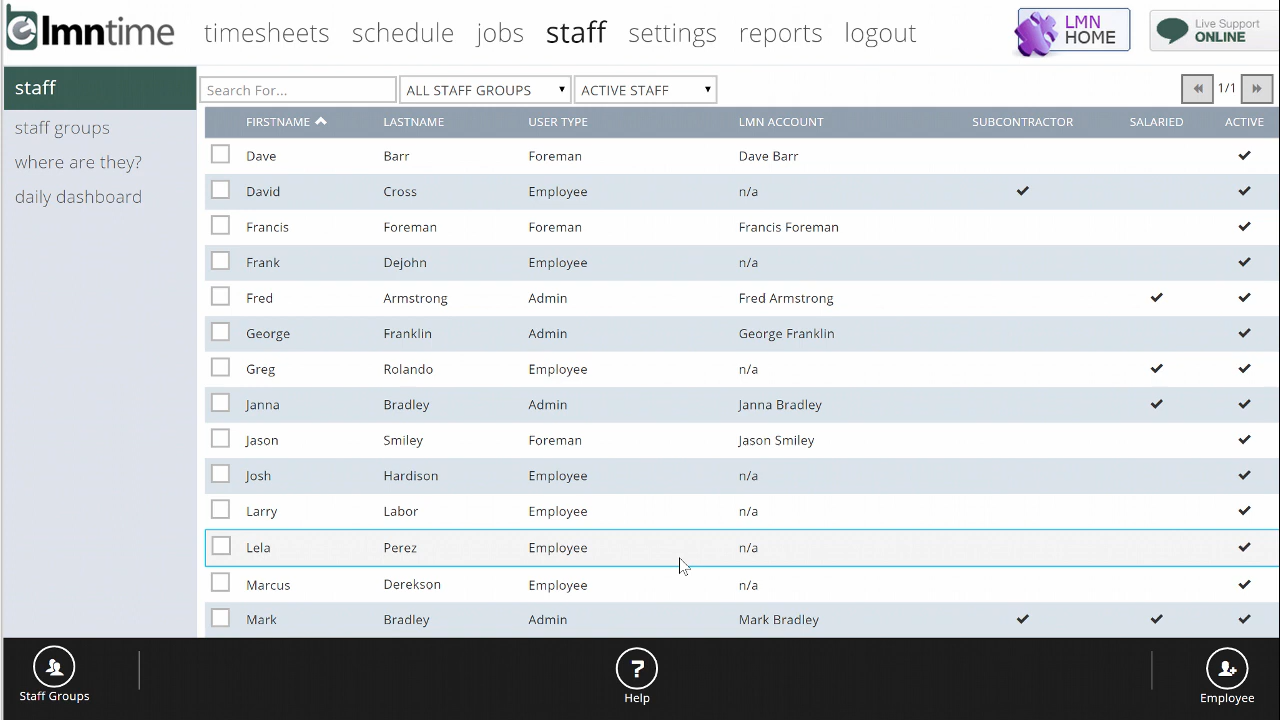 lmntime timesheets schedule jobs staff settings reports logout LMN HOME Live Support ONLINE
staff
staff groups
where are they?
daily dashboard
Search For... ALL STAFF GROUPS ACTIVE STAFF 1/1
FIRSTNAME LASTNAME USER TYPE LMN ACCOUNT SUBCONTRACTOR SALARIED ACTIVE
Dave Barr Foreman Dave Barr
David Cross Employee n/a
Francis Foreman Foreman Francis Foreman
Frank Dejohn Employee n/a
Fred Armstrong Admin Fred Armstrong
George Franklin Admin George Franklin
Greg Rolando Employee n/a
Janna Bradley Admin Janna Bradley
Jason Smiley Foreman Jason Smiley
Josh Hardison Employee n/a
Larry Labor Employee n/a
Lela Perez Employee n/a
Marcus Derekson Employee n/a
Mark Bradley Admin Mark Bradley
Staff Groups ? Help Employee